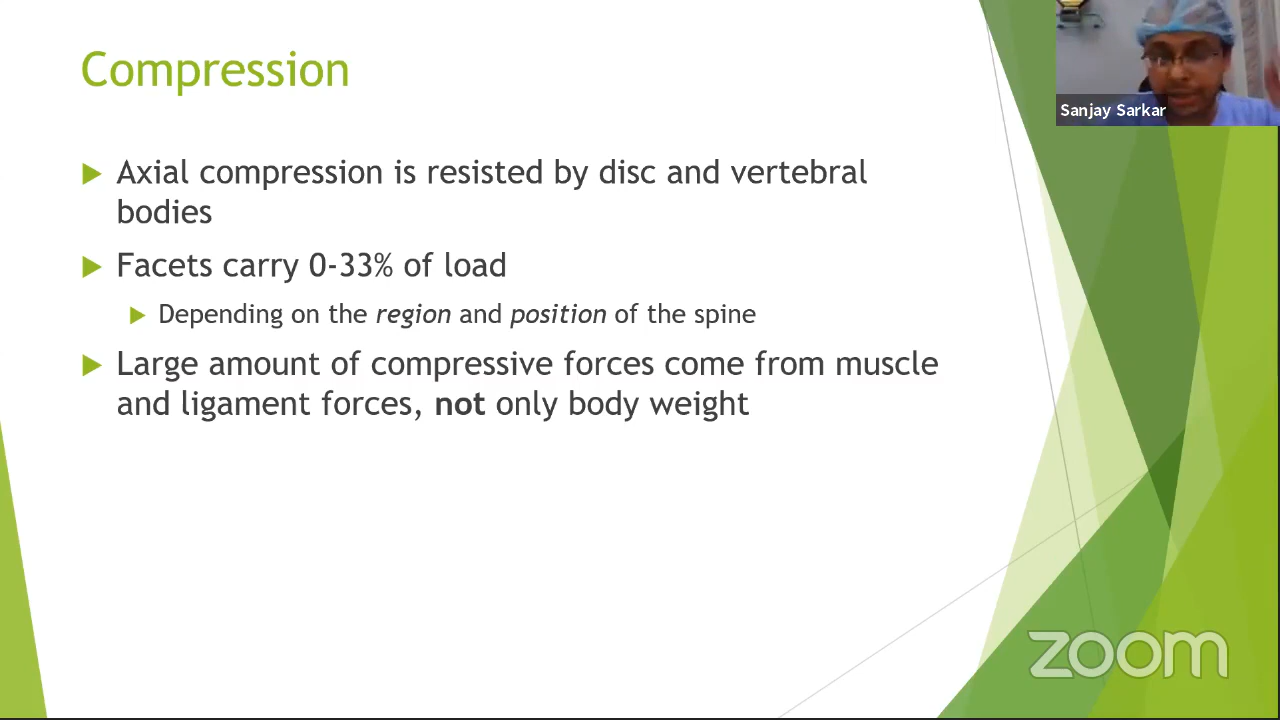 Compression
Sanjay Sarkar
Axial compression is resisted by disc and vertebral
bodies
Facets carry 0-33% of load
Depending on the region and position of the spine
Large amount of compressive forces come from muscle
and ligament forces, not only body weight
zoom